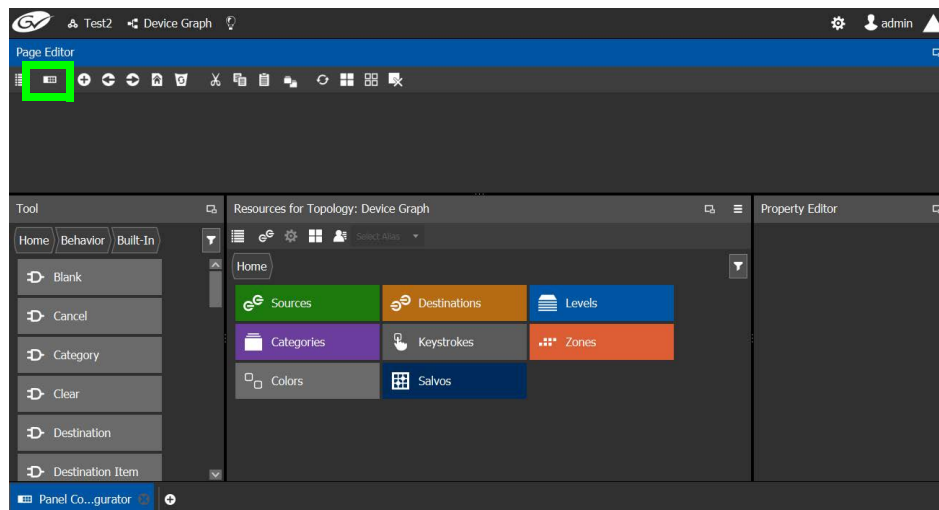 GV Test2 Device Graph admin
Page Editor
Tool
Home Behavior Built-In
Blank
Cancel
Category
Clear
Destination
Destination Item
Resources for Topology: Device Graph
Select Alias
Home
Sources Destinations Levels
Categories Keystrokes Zones
Colors Salvos
Property Editor
Panel Co...gurator